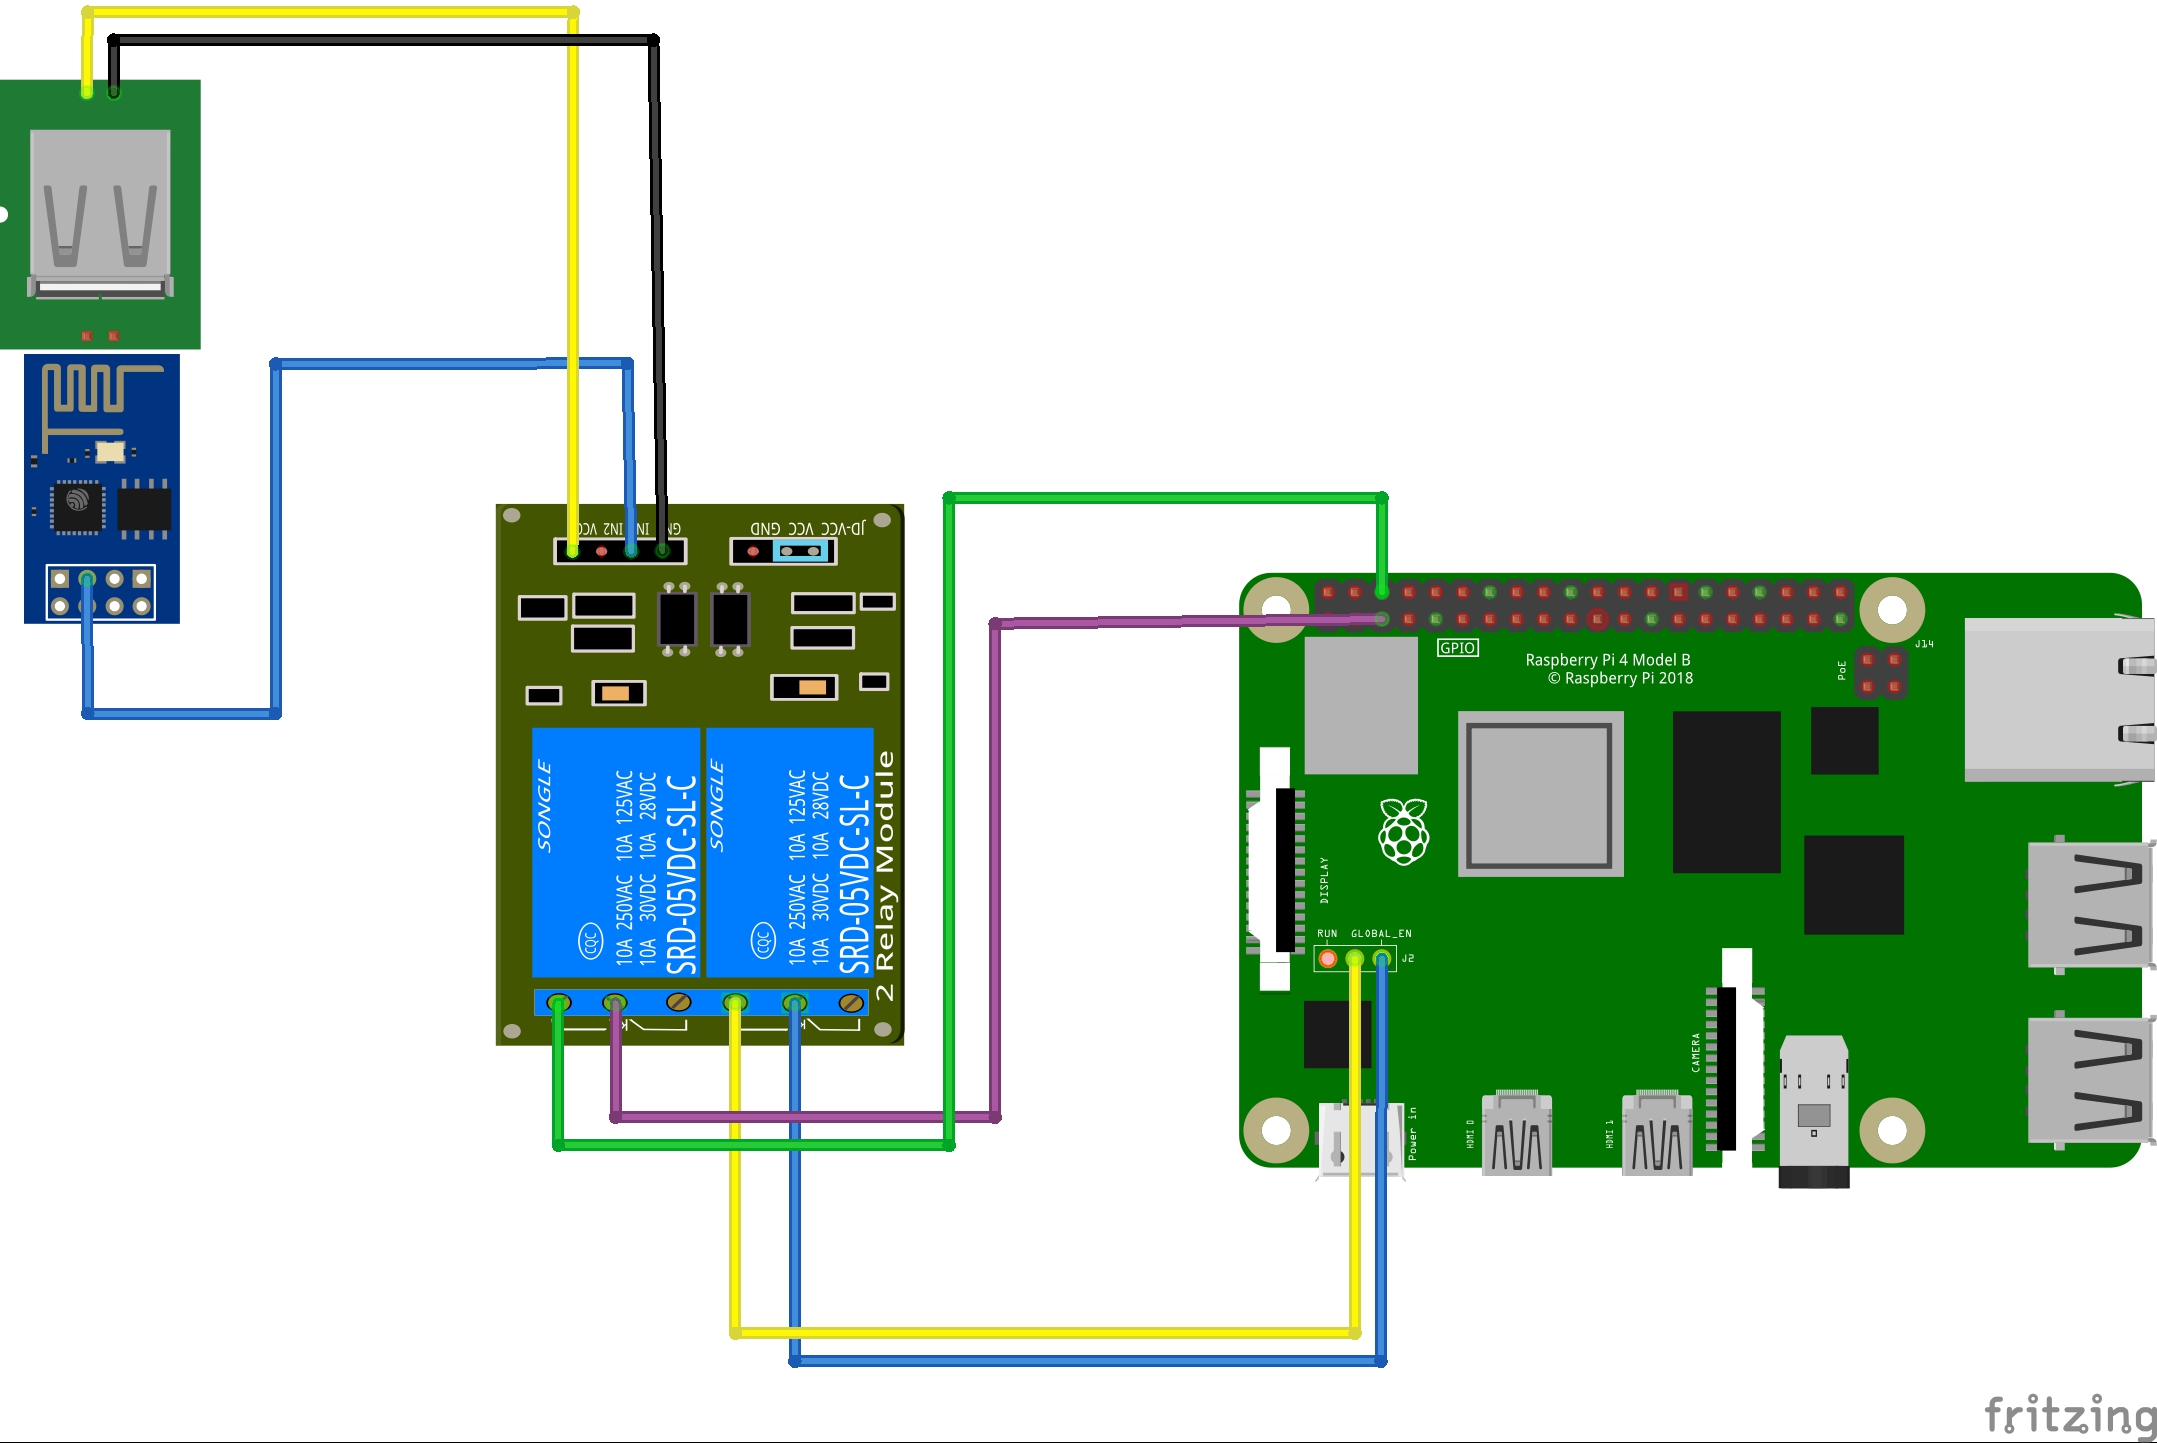 VCC IN2
JD-VCC VCC GND
SONGLE
10A 250VAC 10A 125VAC
10A 30VDC 10A 28VDC
SRD-05VDC-SL-C
CQC
SONGLE
10A 250VAC 10A 125VAC
10A 30VDC 10A 28VDC
SRD-05VDC-SL-C
CQC
2 Relay Module
GPIO
Raspberry Pi 4 Model B
© Raspberry Pi 2018
J14
PoE
DISPLAY
RUN GLOBAL_EN
J2
CAMERA
Power in
HDMI 0
HDMI 1
fritzing